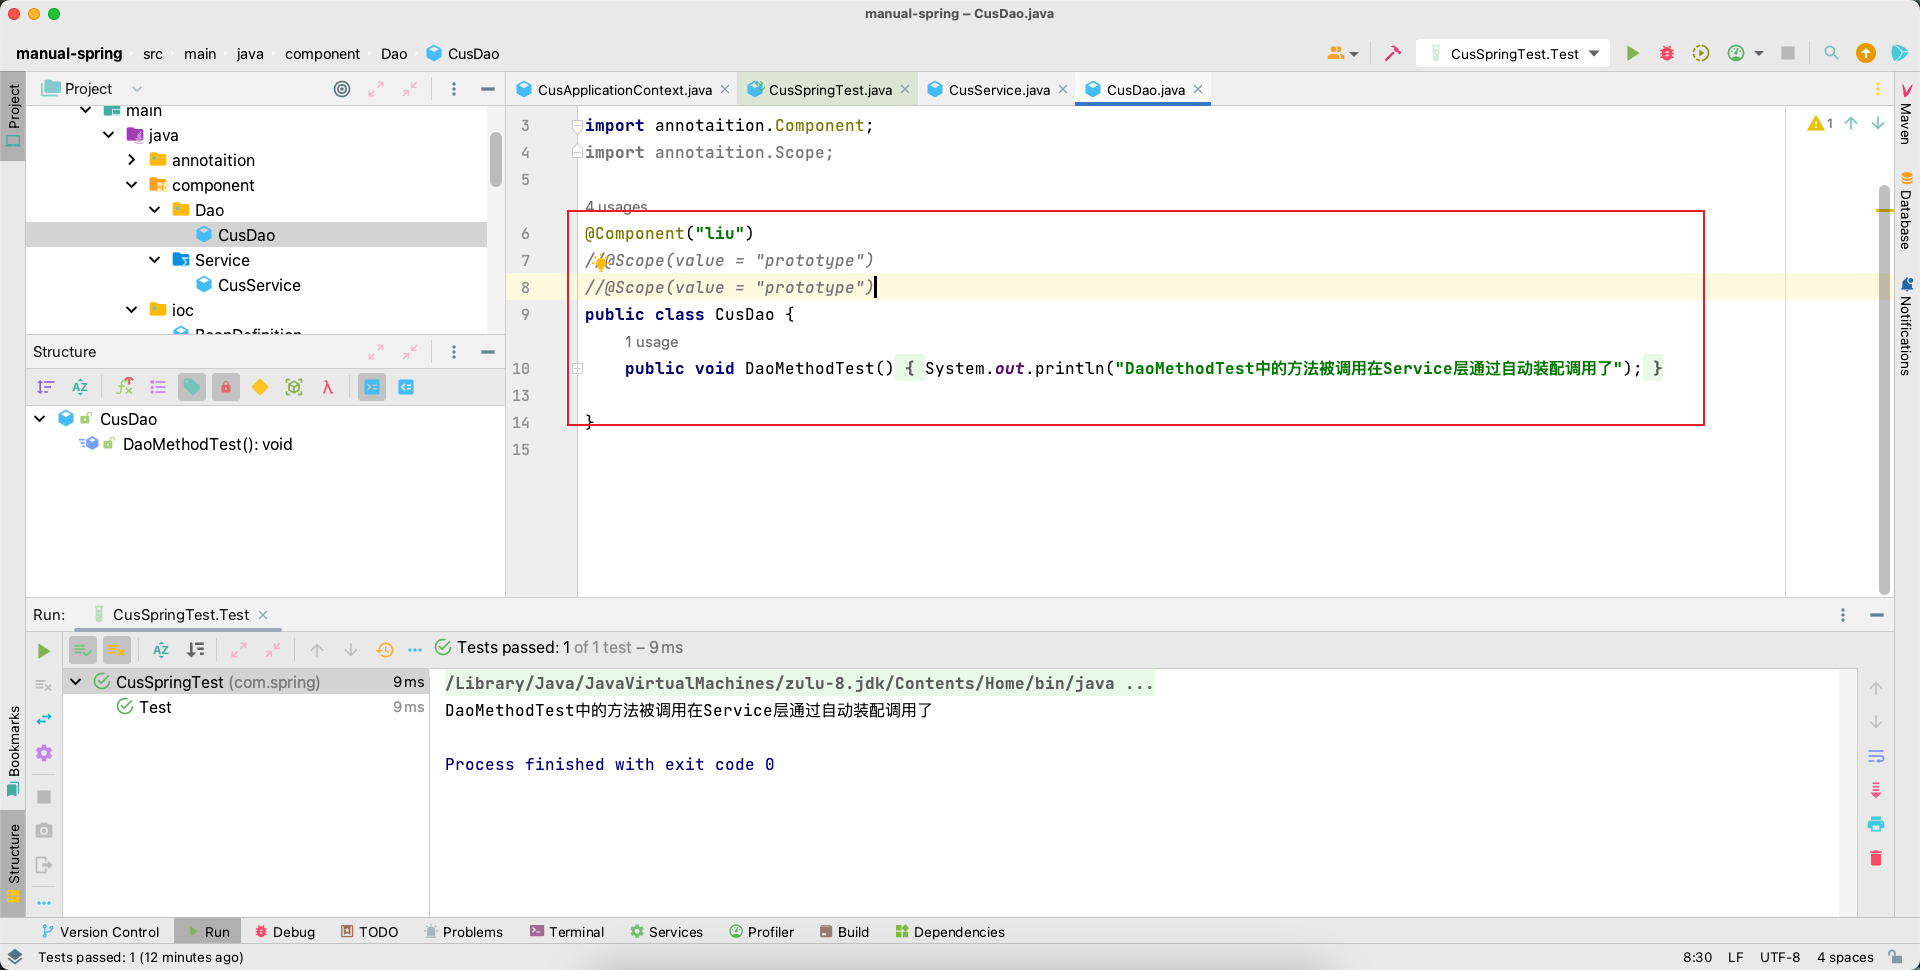 manual-spring – CusDao.java
manual-spring src main java component Dao CusDao
CusSpringTest.Test
Project
CusApplicationContext.java CusSpringTest.java CusService.java CusDao.java
Project
main
java
annotaition
component
Dao
CusDao
Service
CusService
ioc
BeanDefinition
3 import annotaition.Component;
4 import annotaition.Scope;
5
4 usages
6 @Component("liu")
7 //@Scope(value = "prototype")
8 //@Scope(value = "prototype")
9 public class CusDao {
1 usage
10 public void DaoMethodTest() { System.out.println("DaoMethodTest中的方法被调用在Service层通过自动装配调用了"); }
13
14 }
15
1
Maven
Database
Notifications
Structure
CusDao
DaoMethodTest(): void
Run: CusSpringTest.Test
Tests passed: 1 of 1 test – 9 ms
CusSpringTest (com.spring) 9 ms
Test 9 ms
/Library/Java/JavaVirtualMachines/zulu-8.jdk/Contents/Home/bin/java ...
DaoMethodTest中的方法被调用在Service层通过自动装配调用了
Process finished with exit code 0
Bookmarks
Structure
Version Control Run Debug TODO Problems Terminal Services Profiler Build Dependencies
Tests passed: 1 (12 minutes ago) 8:30 LF UTF-8 4 spaces